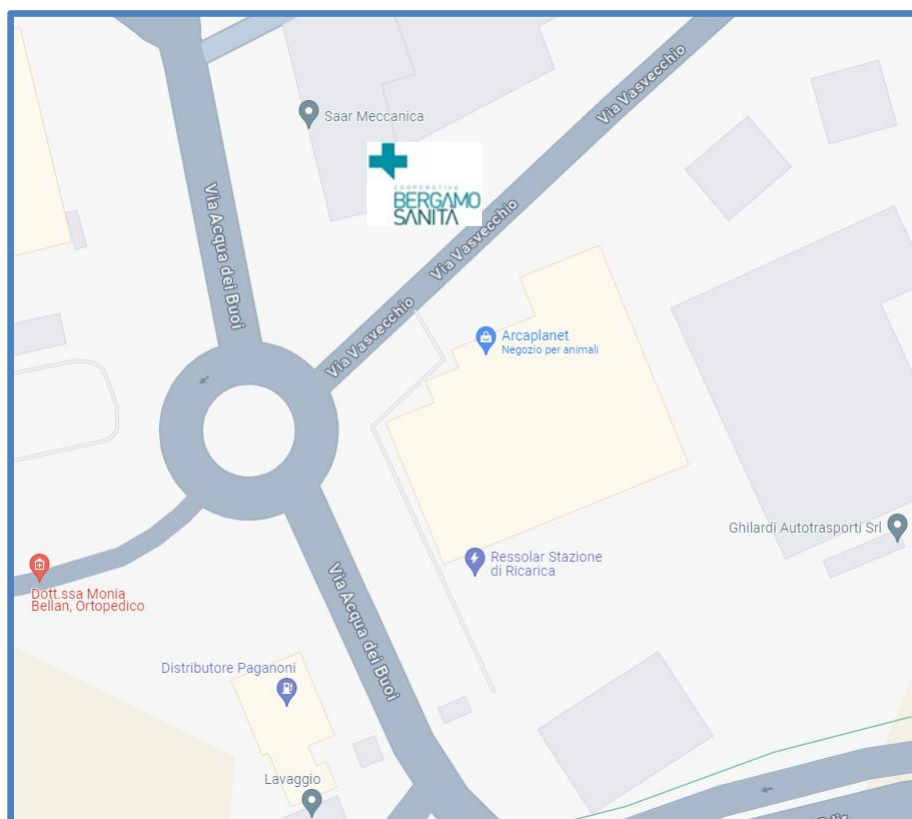 Via Vasvecchio
Saar Meccanica
COOPERATIVA
BERGAMO
SANITÀ
Via Acqua dei Buoi
Via Vasvecchio
Via Vasvecchio
Arcaplanet
Negozio per animali
Ghilardi Autotrasporti Srl
Ressolar Stazione
di Ricarica
Dott.ssa Monia
Bellan, Ortopedico
Via Acqua dei Buoi
Distributore Paganoni
Lavaggio